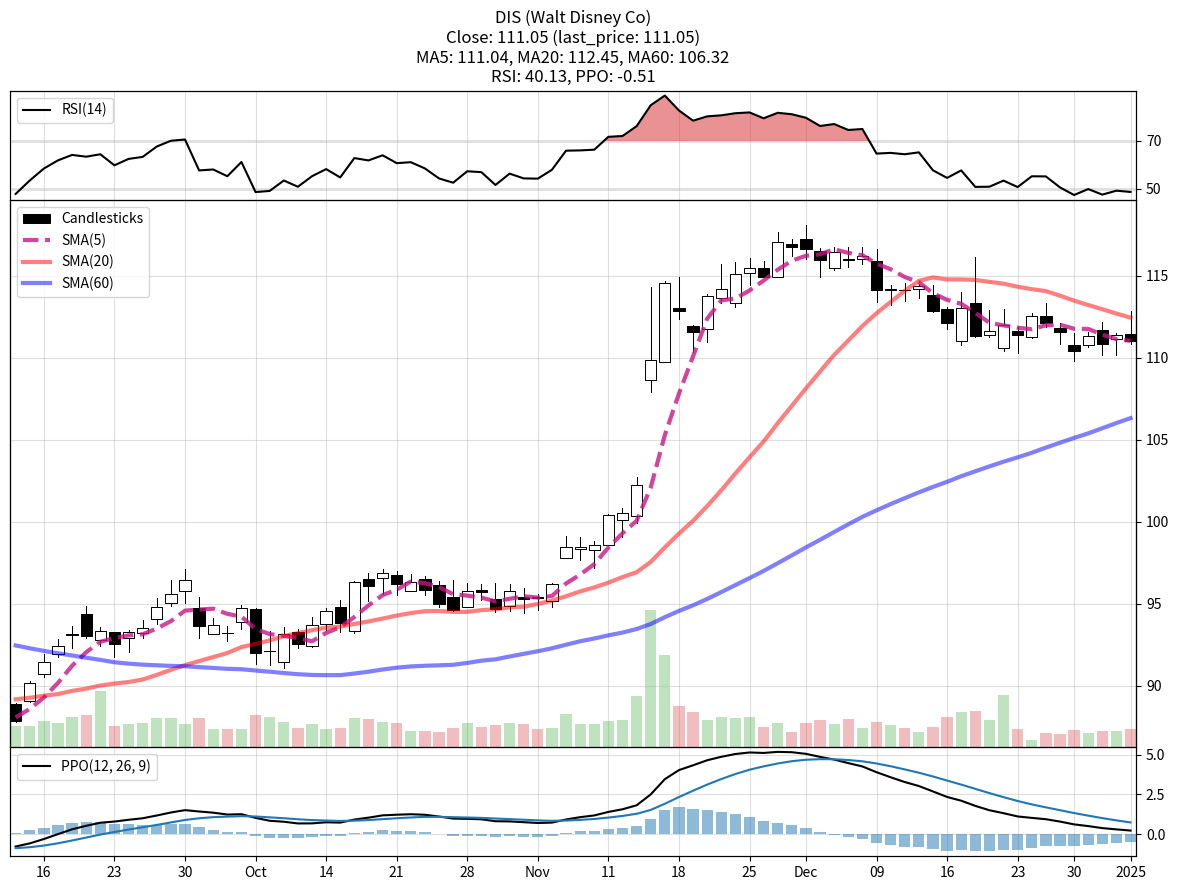 DIS (Walt Disney Co)
Close: 111.05 (last_price: 111.05)
MA5: 111.04, MA20: 112.45, MA60: 106.32
RSI: 40.13, PPO: -0.51
RSI(14)
70
50
Candlesticks
SMA(5)
SMA(20)
SMA(60)
115
110
105
100
95
90
PPO(12, 26, 9)
5.0
2.5
0.0
16 23 30 Oct 14 21 28 Nov 11 18 25 Dec 09 16 23 30 2025